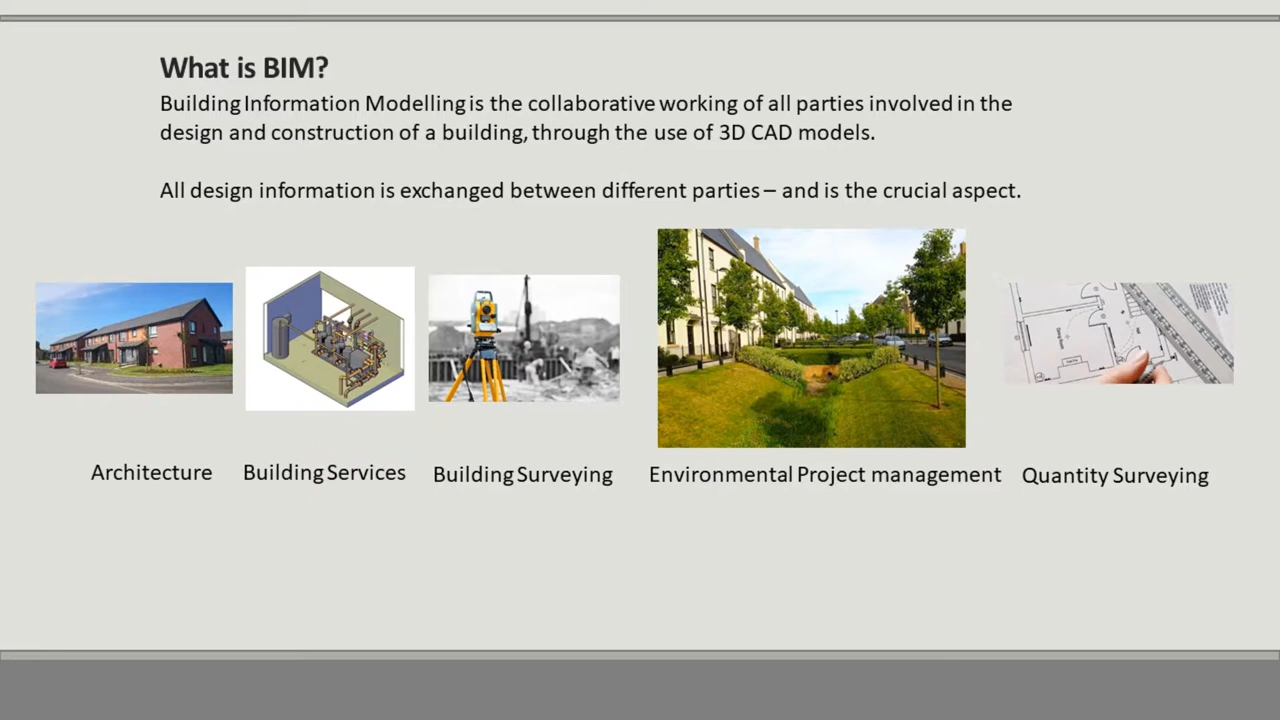 What is BIM?
Building Information Modelling is the collaborative working of all parties involved in the
design and construction of a building, through the use of 3D CAD models.
All design information is exchanged between different parties – and is the crucial aspect.
Architecture
Building Services
Building Surveying
Environmental Project management
Quantity Surveying